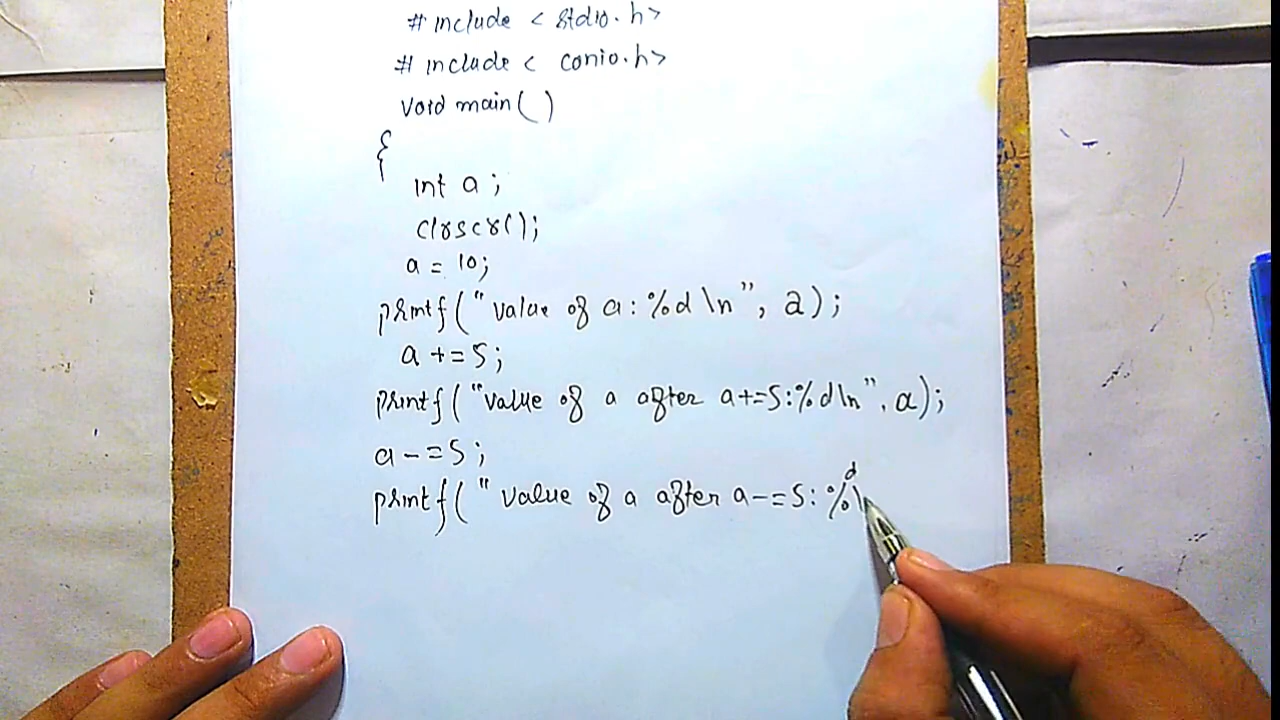 # include < stdio.h>
# include < conio.h>
void main( )
{
int a ;
clrscr();
a = 10;
printf("value of a:%d \n", a);
a += 5;
printf("value of a after a+=5:%d\n", a);
a-=5;
printf("value of a after a-=5:%d\